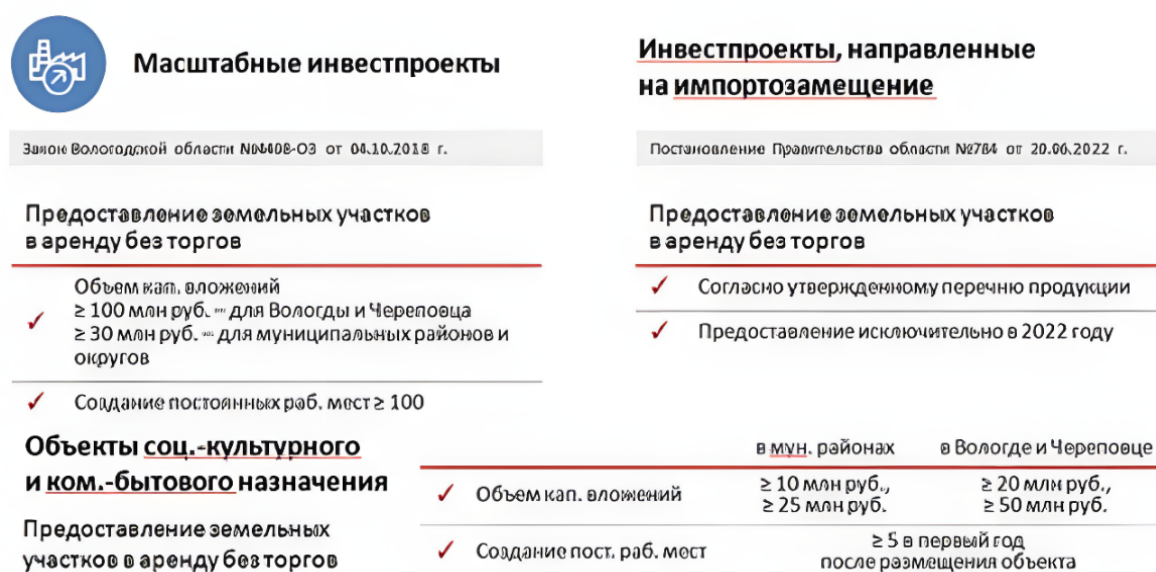 Масштабные инвестпроекты
Закон Вологодской области от 04.10.2018 г.
Предоставление земельных участков
в аренду без торгов
Объем кап. вложений
≥ 100 млн руб. – для Вологды и Череповца
≥ 30 млн руб. – для муниципальных районов и
округов
Создание постоянных раб. мест ≥ 100
Инвестпроекты, направленные
на импортозамещение
Постановление Правительства области №784 от 20.06.2022 г.
Предоставление земельных участков
в аренду без торгов
Согласно утвержденному перечню продукции
Предоставление исключительно в 2022 году
Объекты соц.-культурного
и ком.-бытового назначения
Предоставление земельных
участков в аренду без торгов
в мун. районах в Вологде и Череповце
Объем кап. вложений ≥ 10 млн руб., ≥ 20 млн руб.,
≥ 25 млн руб. ≥ 50 млн руб.
Создание пост. раб. мест ≥ 5 в первый год
после размещения объекта